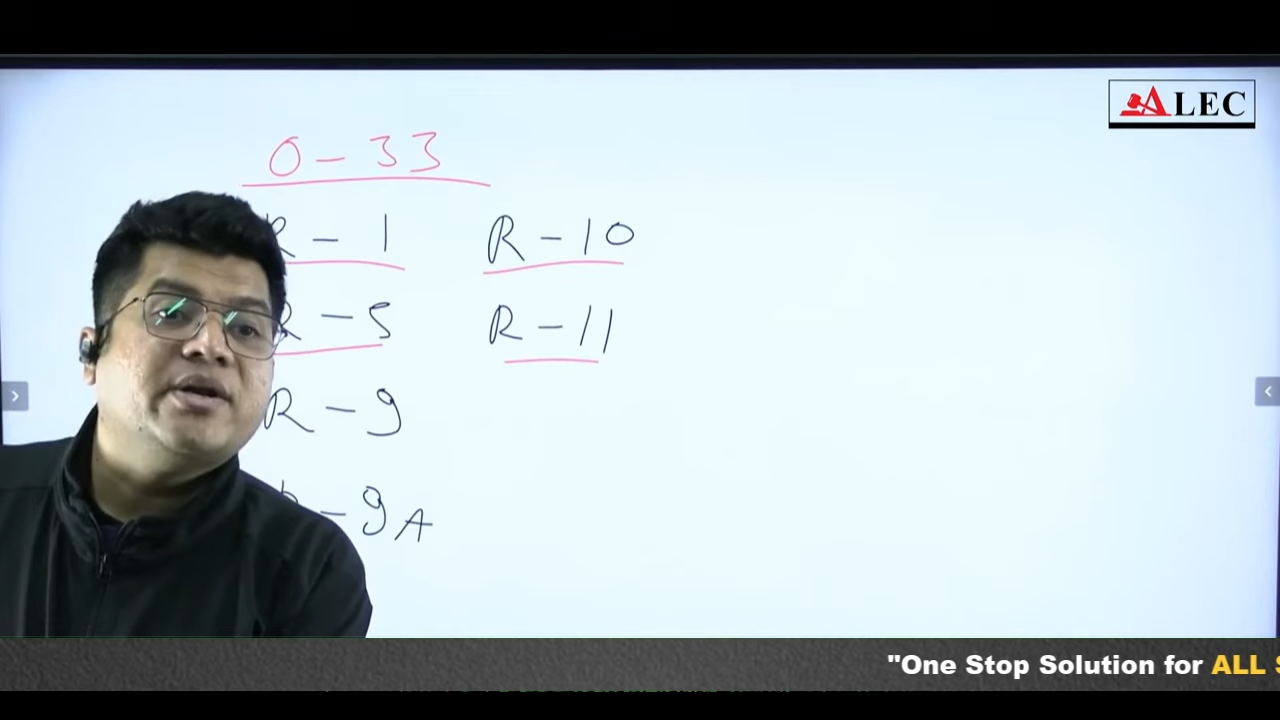 ALEC
O - 33
R - 1 R - 10
R - 5 R - 11
R - 9
- 9A
"One Stop Solution for ALL